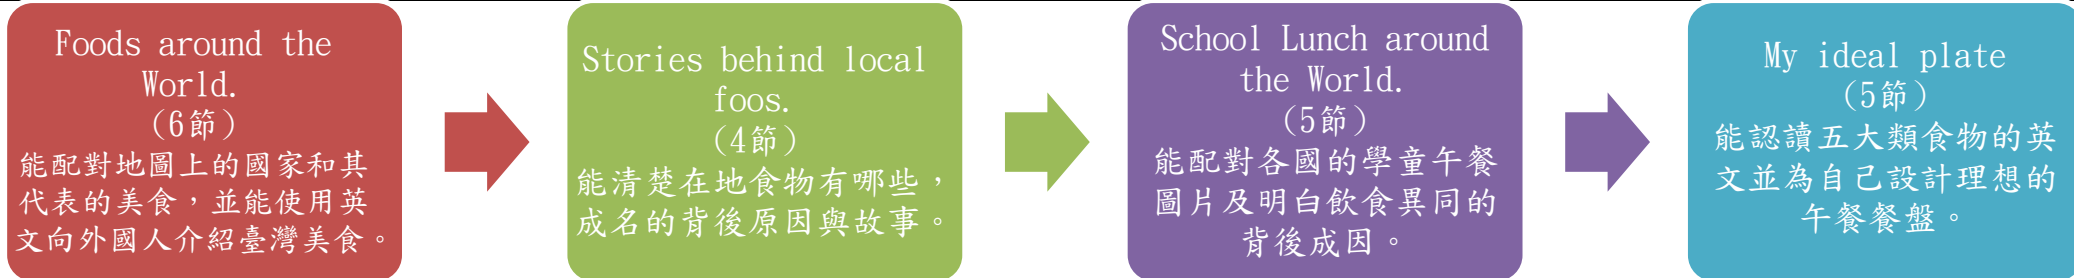 Foods around the
World.
(6節)
能配對地圖上的國家和其
代表的美食，並能使用英
文向外國人介紹臺灣美食。
Stories behind local
foos.
(4節)
能清楚在地食物有哪些，
成名的背後原因與故事。
School Lunch around
the World.
(5節)
能配對各國的學童午餐
圖片及明白飲食異同的
背後成因。
My ideal plate
(5節)
能認讀五大類食物的英
文並為自己設計理想的
午餐餐盤。